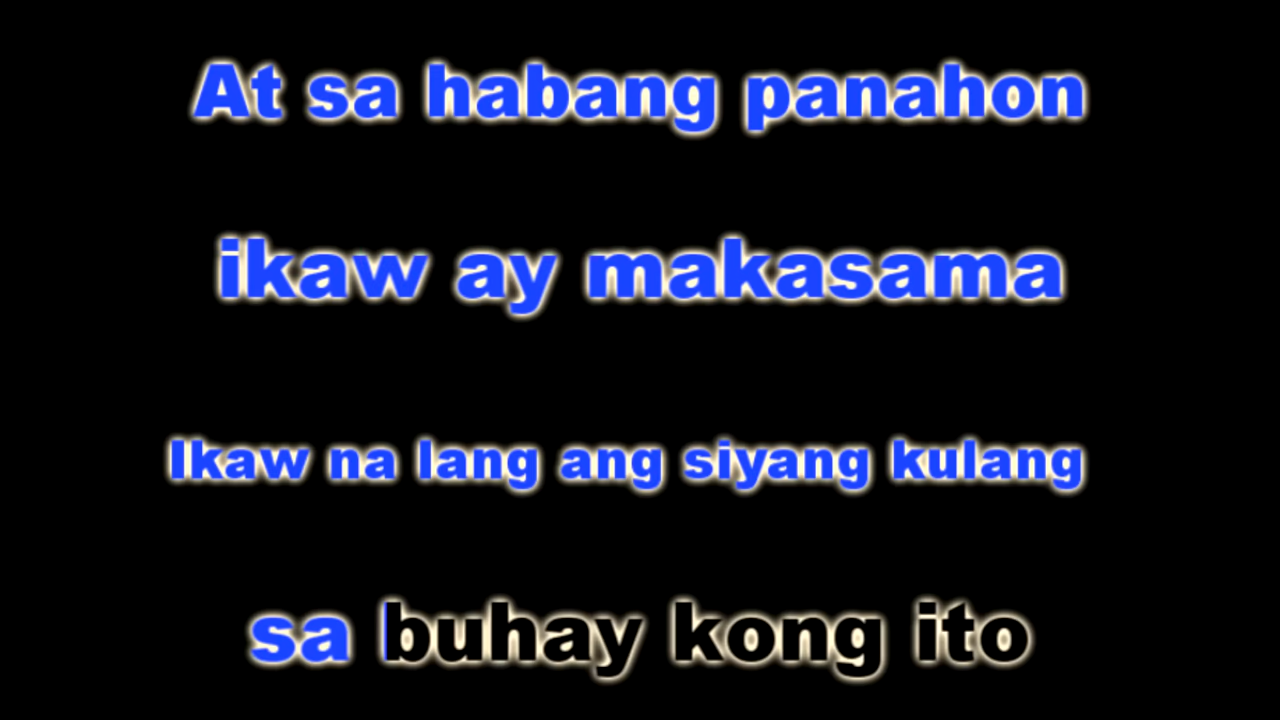 At sa habang panahon
ikaw ay makasama
Ikaw na lang ang siyang kulang
sa buhay kong ito